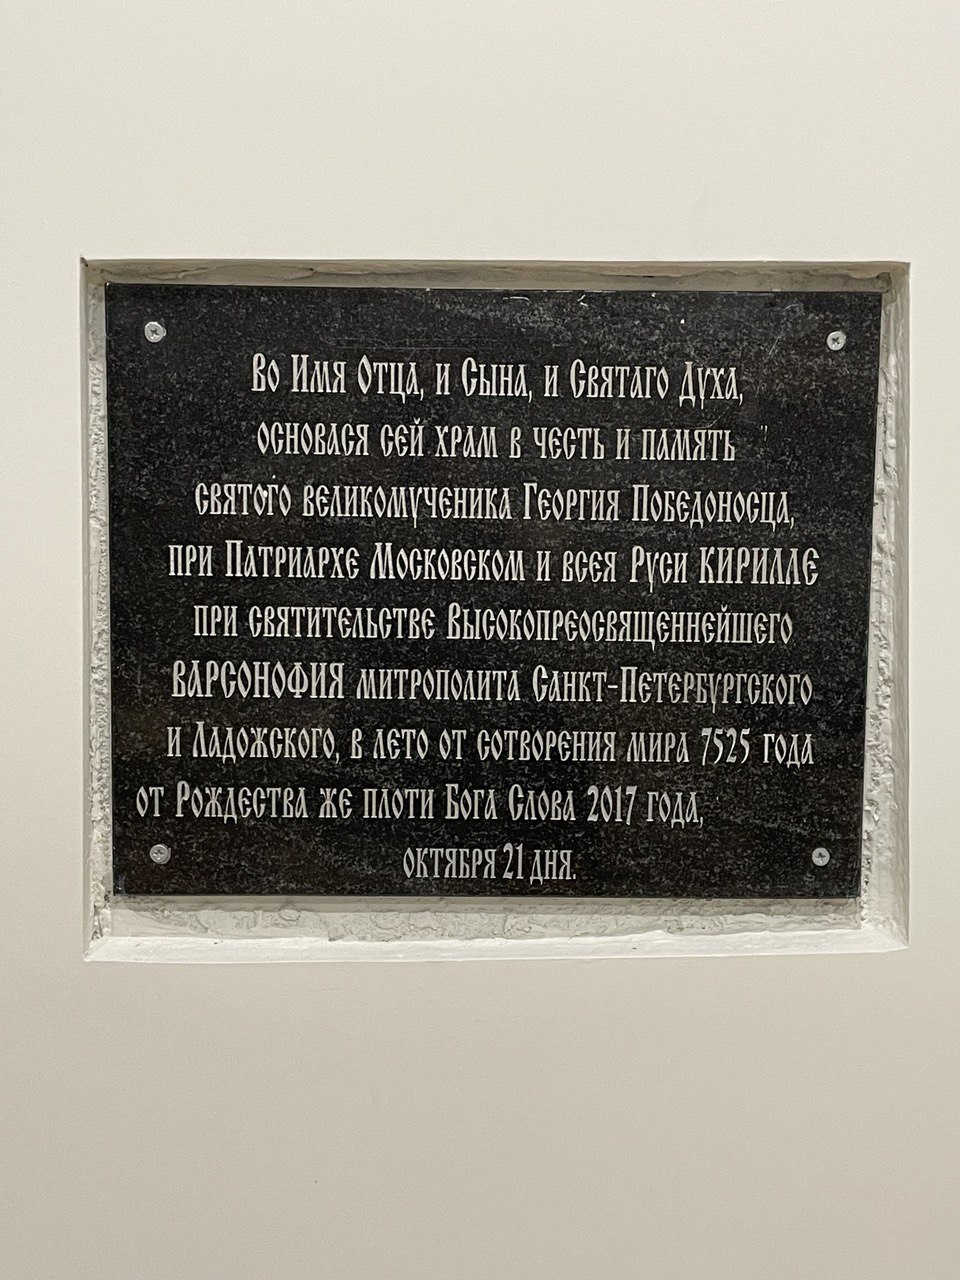 Во Имя Отца, и Сына, и Святаго Духа,
основася сей храм в честь и память
святого великомученика Георгия Победоносца,
при Патриархе Московском и всея Руси КИРИЛЛЕ
при святительстве Высокопреосвященнейшего
ВАРСОНОФИЯ митрополита Санкт-Петербургского
и Ладожского, в лето от сотворения мира 7525 года
от Рождества же плоти Бога Слова 2017 года,
октября 21 дня.